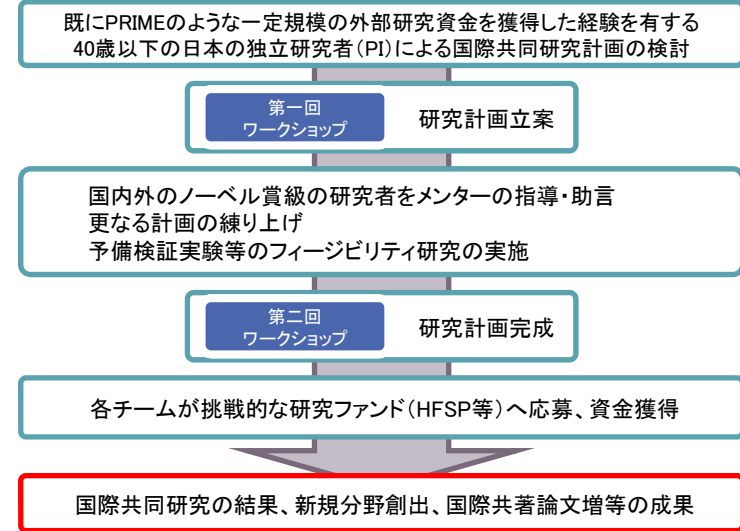 既にPRIMEのような一定規模の外部研究資金を獲得した経験を有する
40歳以下の日本の独立研究者(PI)による国際共同研究計画の検討
第一回
ワークショップ
研究計画立案
国内外のノーベル賞級の研究者をメンターの指導・助言
更なる計画の練り上げ
予備検証実験等のフィージビリティ研究の実施
第二回
ワークショップ
研究計画完成
各チームが挑戦的な研究ファンド(HFSP等)へ応募、資金獲得
国際共同研究の結果、新規分野創出、国際共著論文増等の成果